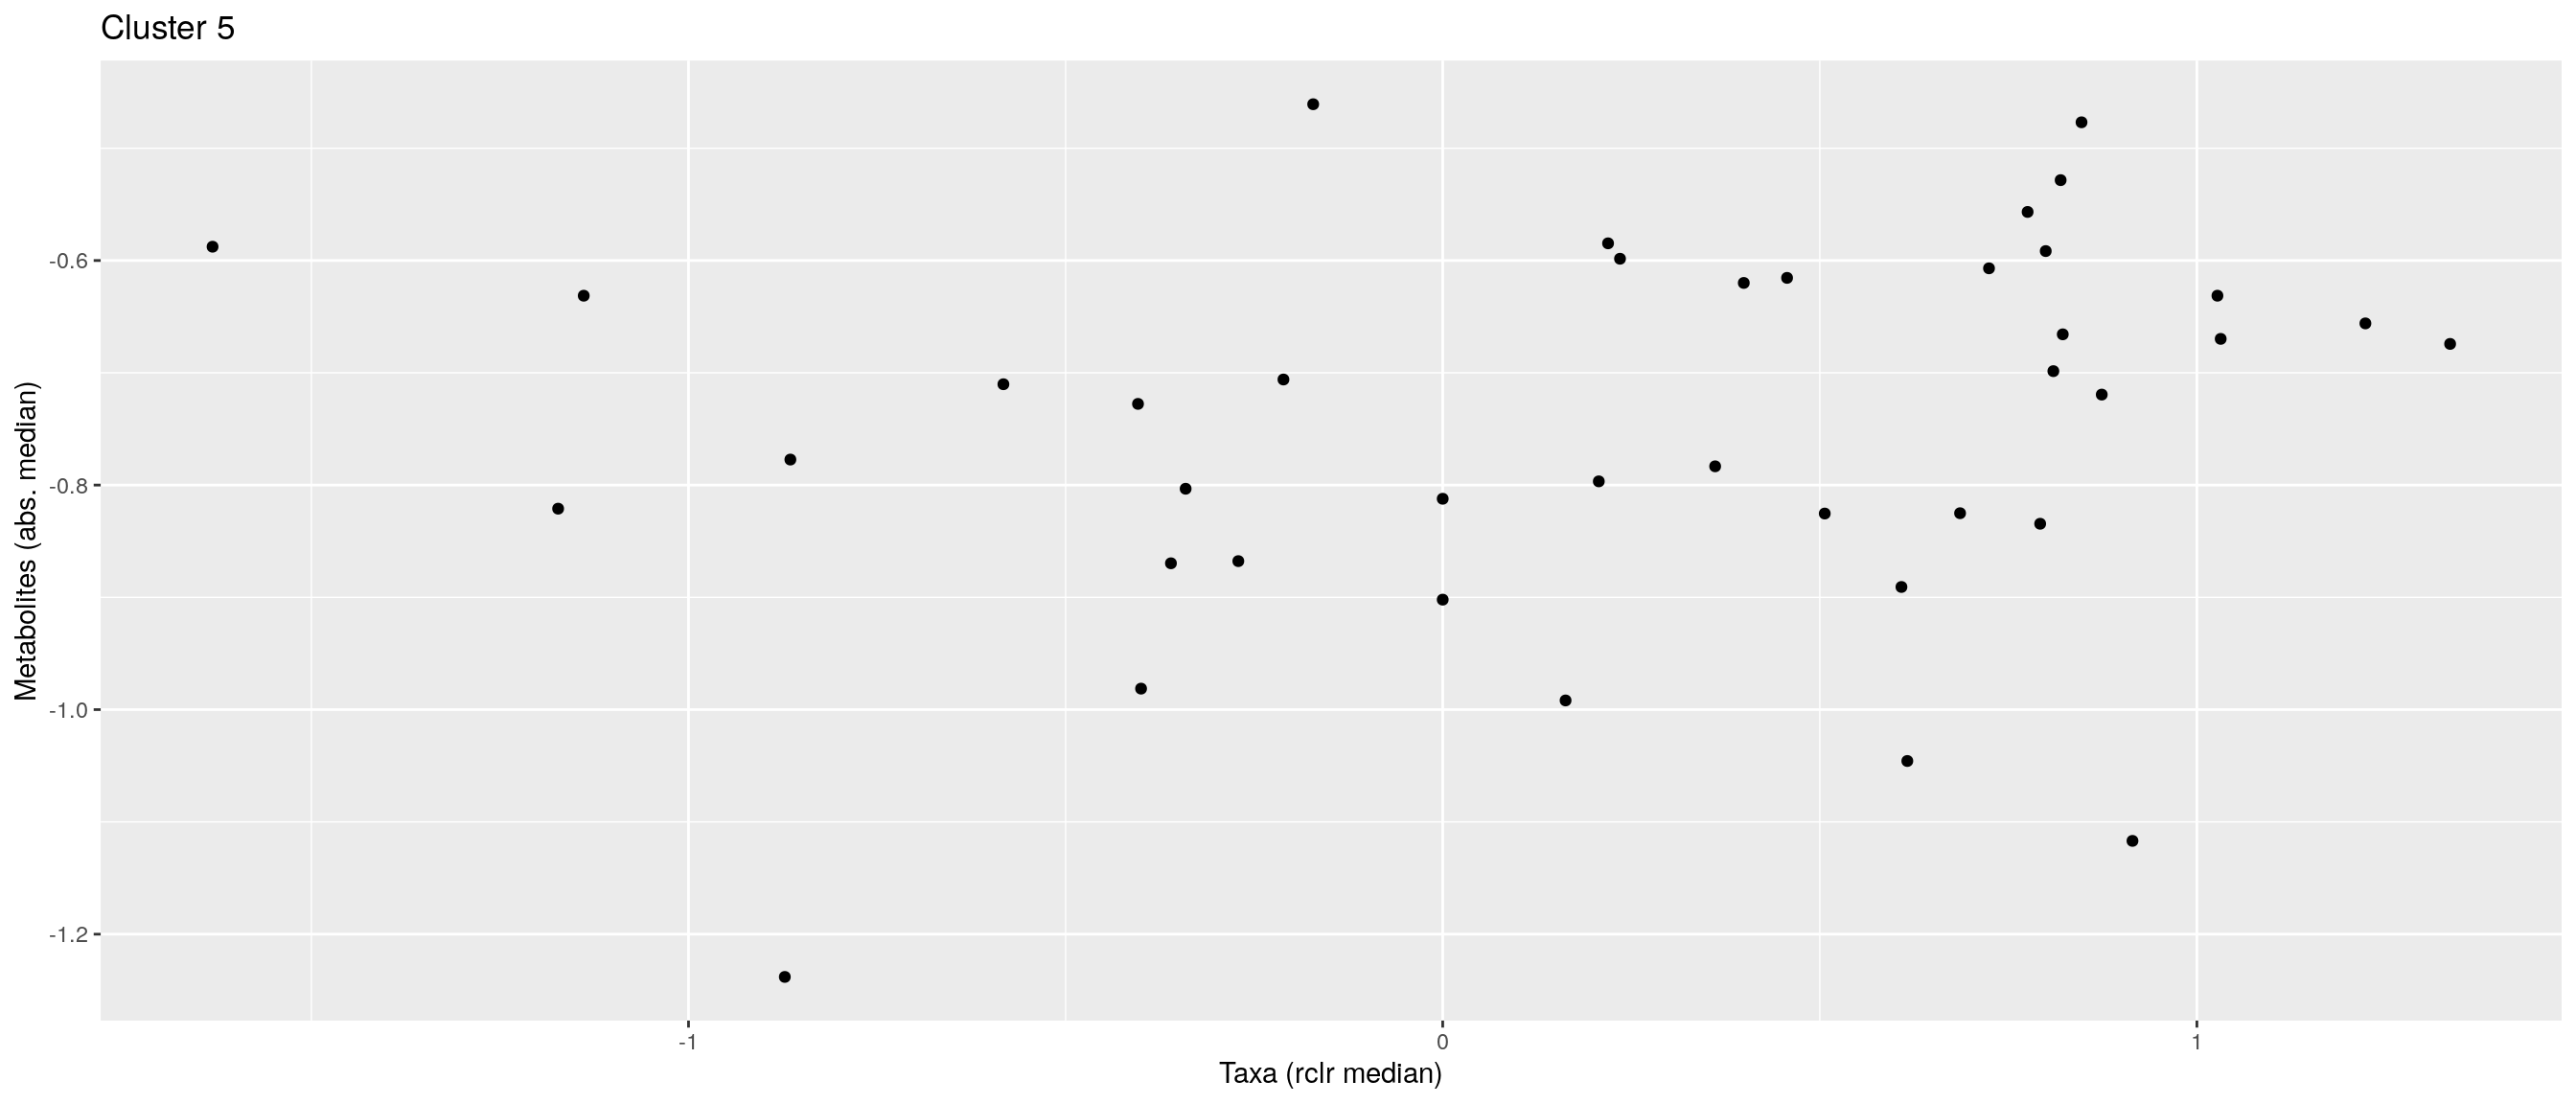 Cluster 5
Metabolites (abs. median)
-0.6
-0.8
-1.0
-1.2
-1
0
1
Taxa (rclr median)